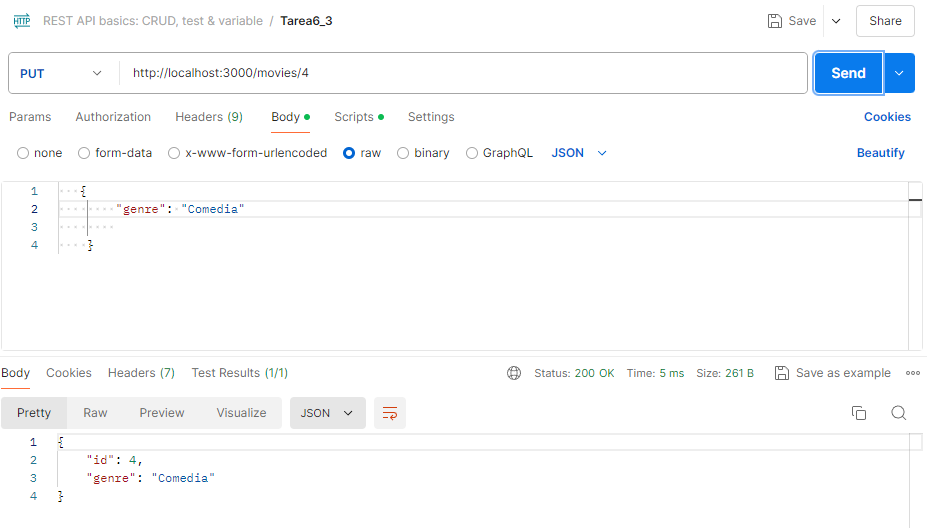 HTTP REST API basics: CRUD, test & variable / Tarea6_3 Save Share
PUT http://localhost:3000/movies/4 Send
Params Authorization Headers (9) Body Scripts Settings Cookies
none form-data x-www-form-urlencoded raw binary GraphQL JSON Beautify
1 {
2 "genre": "Comedia"
3
4 }
Body Cookies Headers (7) Test Results (1/1) Status: 200 OK Time: 5 ms Size: 261 B Save as example
Pretty Raw Preview Visualize JSON
1 {
2 "id": 4,
3 "genre": "Comedia"
4 }